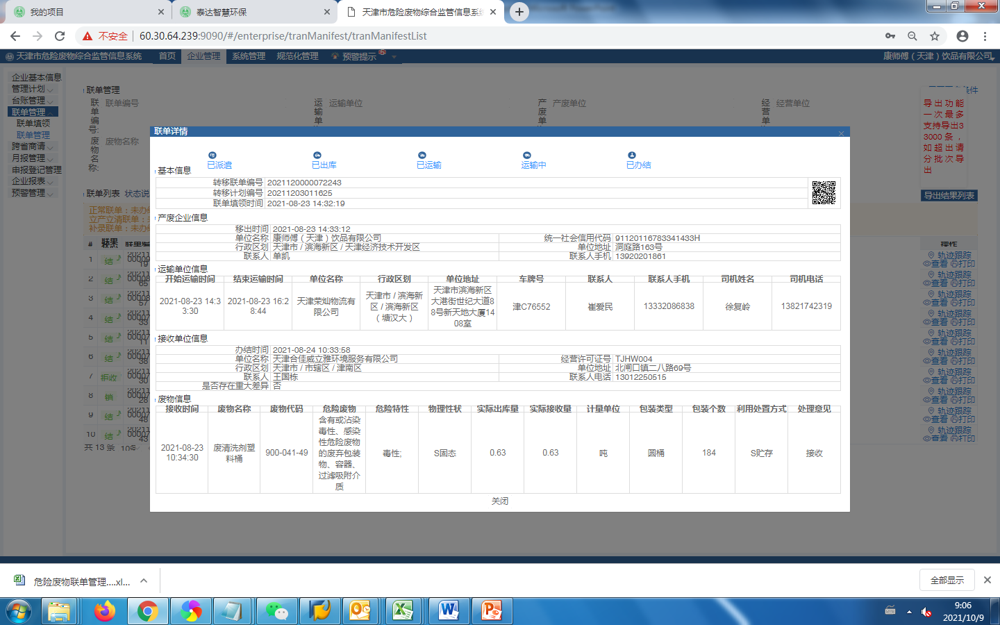 我的项目
泰达智慧环保
天津市危险废物综合监管信息系统
不安全 60.30.64.239:9090/#/enterprise/tranManifest/tranManifestList
天津市危险废物综合监管信息系统
首页 企业管理 系统管理 规范化管理 预警提示
康师傅（天津）饮品有限公司
企业基本信息
管理计划
台账管理
联单管理
联单填领
联单管理
跨省商请
月报管理
申报登记管理
企业报表
预警管理
联单管理
联单编号: 联单编号
运输单 运输单位
产废单 产废单位
经营单 经营单位
废物名称: 废物名称
条件
导出功能一次最多支持导出33000条，如超出请分批次导出
导出结果列表
联单列表 状态说
正常联单：未办
立产立清联单：未
补录联单：未办
联单详情
已派遣 已出库 已运输 运输中 已办结
基本信息
转移联单编号 2021120000072243
转移计划编号 20211203011625
联单填领时间 2021-08-23 14:32:19
产废企业信息
移出时间 2021-08-23 14:33:12
单位名称 康师傅（天津）饮品有限公司 统一社会信用代码 91120116783341433H
行政区划 天津市 / 滨海新区 / 天津经济技术开发区 单位地址 洞庭路163号
联系人 单凯 联系人手机 13920201861
运输单位信息
开始运输时间 结束运输时间 单位名称 行政区划 单位地址 车牌号 联系人 联系人手机 司机姓名 司机电话
2021-08-23 14:33:30 2021-08-23 16:28:44 天津荣灿物流有限公司 天津市 / 滨海新区 / 滨海新区（塘汉大） 天津市滨海新区大港街世纪大道88号新天地大厦1408室 津C76552 崔爱民 13332086838 徐复岭 13821742319
接收单位信息
办结时间 2021-08-24 10:33:58
单位名称 天津合佳威立雅环境服务有限公司 经营许可证号 TJHW004
行政区划 天津市 / 市辖区 / 津南区 单位地址 北闸口镇二八路69号
联系人 王国栋 联系人电话 13012250515
是否存在重大差异 否
废物信息
接收时间 废物名称 废物代码 危险废物 危险特性 物理性状 实际出库量 实际接收量 计量单位 包装类型 包装个数 利用处置方式 处理意见
2021-08-23 10:34:30 废清洗剂塑料桶 900-041-49 含有或沾染毒性、感染性危险废物的废弃包装物、容器、过滤吸附介质 毒性; S固态 0.63 0.63 吨 圆桶 184 S贮存 接收
关闭
#
操作
1 结 轨迹跟踪 查看 打印
2 结 轨迹跟踪 查看 打印
3 结 轨迹跟踪 查看 打印
4 结 轨迹跟踪 查看 打印
5 结 轨迹跟踪 查看 打印
6 结 轨迹跟踪 查看 打印
7 拒收 轨迹跟踪 查看 打印
8 轨迹跟踪 查看 打印
9 结 轨迹跟踪 查看 打印
10 结 轨迹跟踪 查看 打印
共 13 条
危险废物联单管理....xl...
全部显示
9:06
2021/10/9